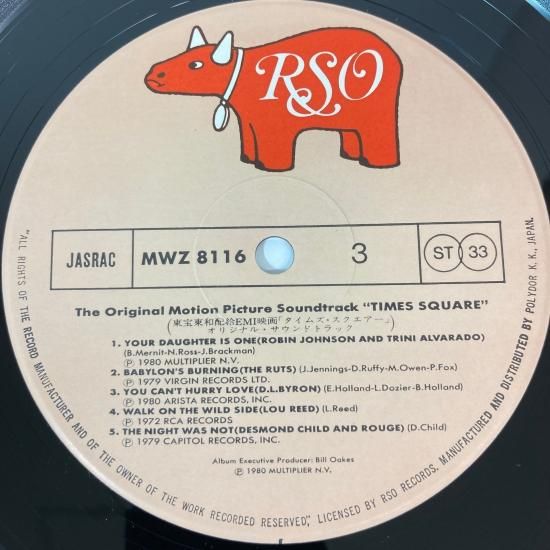 RSO
JASRAC
MWZ 8116
3
ST
33
The Original Motion Picture Soundtrack "TIMES SQUARE"
(東宝東和配給EMI映画「タイムズ・スクエアー」
オリジナル・サウンドトラック)
1. YOUR DAUGHTER IS ONE(ROBIN JOHNSON AND TRINI ALVARADO)
(B.Mernit-N.Ross-J.Brackman)
Ⓟ 1980 MULTIPLIER N.V.
2. BABYLON'S BURNING(THE RUTS) (J.Jennings-D.Ruffy-M.Owen-P.Fox)
Ⓟ 1979 VIRGIN RECORDS LTD.
3. YOU CAN'T HURRY LOVE(D.L.BYRON) (E.Holland-L.Dozier-B.Holland)
Ⓟ 1980 ARISTA RECORDS, INC.
4. WALK ON THE WILD SIDE(LOU REED) (L.Reed)
Ⓟ 1972 RCA RECORDS
5. THE NIGHT WAS NOT(DESMOND CHILD AND ROUGE) (D.Child)
Ⓟ 1979 CAPITOL RECORDS, INC.
Album Executive Producer: Bill Oakes
Ⓟ 1980 MULTIPLIER N.V.
"ALL RIGHTS OF THE RECORD MANUFACTURER AND OF THE OWNER OF THE WORK RECORDED RESERVED", LICENSED BY RSO RECORDS. MANUFACTURED AND DISTRIBUTED BY POLYDOR K. K., JAPAN.